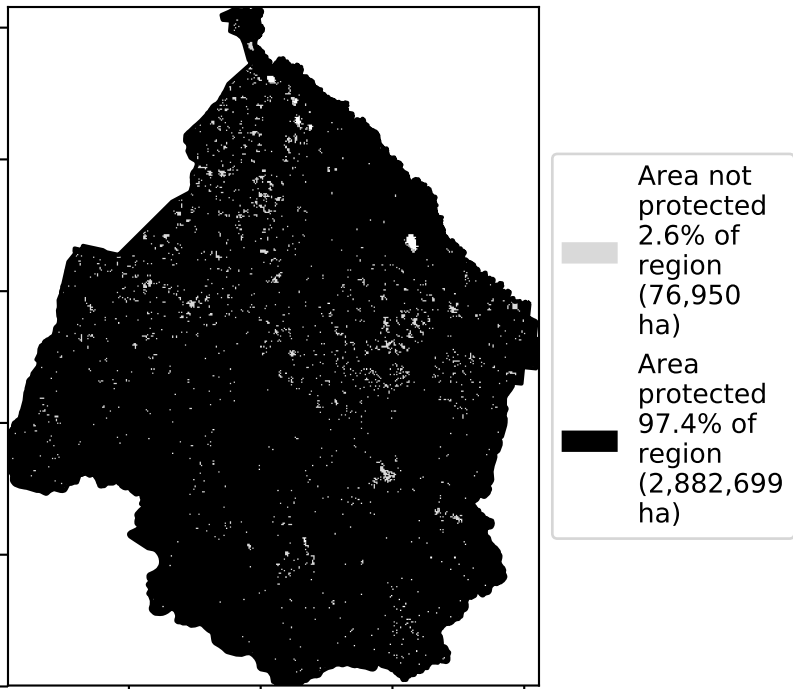 Area not
protected
2.6% of
region
(76,950
ha)
Area
protected
97.4% of
region
(2,882,699
ha)